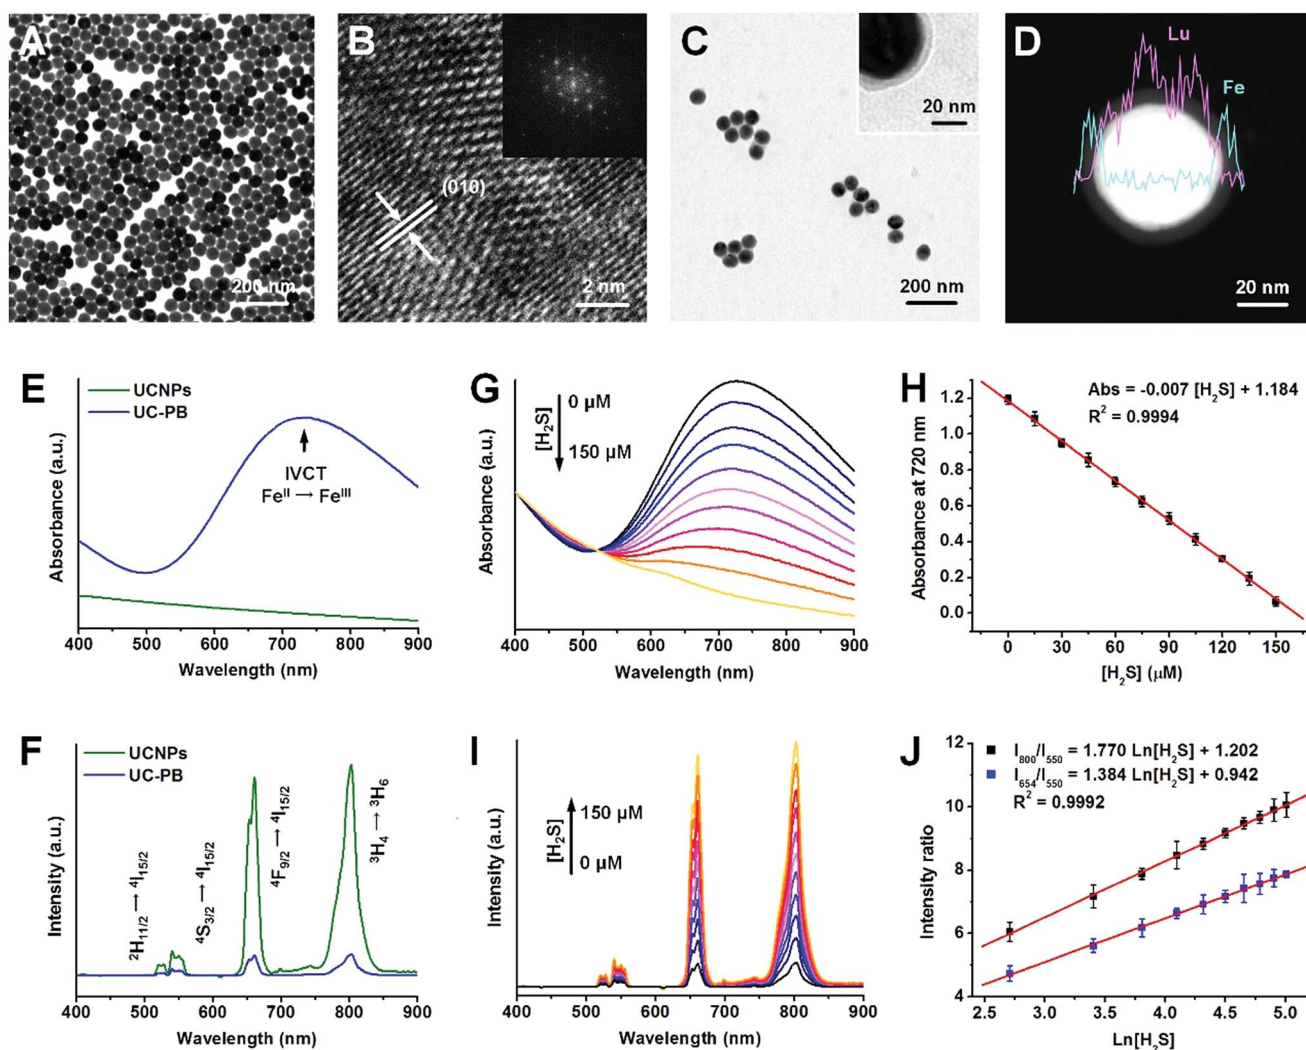 A
200 nm
B
(010)
2 nm
C
20 nm
200 nm
D
Lu
Fe
20 nm
E
UCNPs
UC-PB
IVCT
Fe^II → Fe^III
Absorbance (a.u.)
400 500 600 700 800 900
Wavelength (nm)
G
[H₂S]
0 μM
150 μM
Absorbance (a.u.)
400 500 600 700 800 900
Wavelength (nm)
H
Abs = -0.007 [H₂S] + 1.184
R² = 0.9994
Absorbance at 720 nm
1.2
1.0
0.8
0.6
0.4
0.2
0.0
0 30 60 90 120 150
[H₂S] (μM)
F
UCNPs
UC-PB
²H₁₁/₂ → ⁴I₁₅/₂
⁴S₃/₂ → ⁴I₁₅/₂
⁴F₉/₂ → ⁴I₁₅/₂
³H₄ → ³H₆
Intensity (a.u.)
400 500 600 700 800 900
Wavelength (nm)
I
[H₂S]
150 μM
0 μM
Intensity (a.u.)
400 500 600 700 800 900
Wavelength (nm)
J
I₈₀₀/I₅₅₀ = 1.770 Ln[H₂S] + 1.202
I₆₅₄/I₅₅₀ = 1.384 Ln[H₂S] + 0.942
R² = 0.9992
Intensity ratio
12
10
8
6
4
2.5 3.0 3.5 4.0 4.5 5.0
Ln[H₂S]